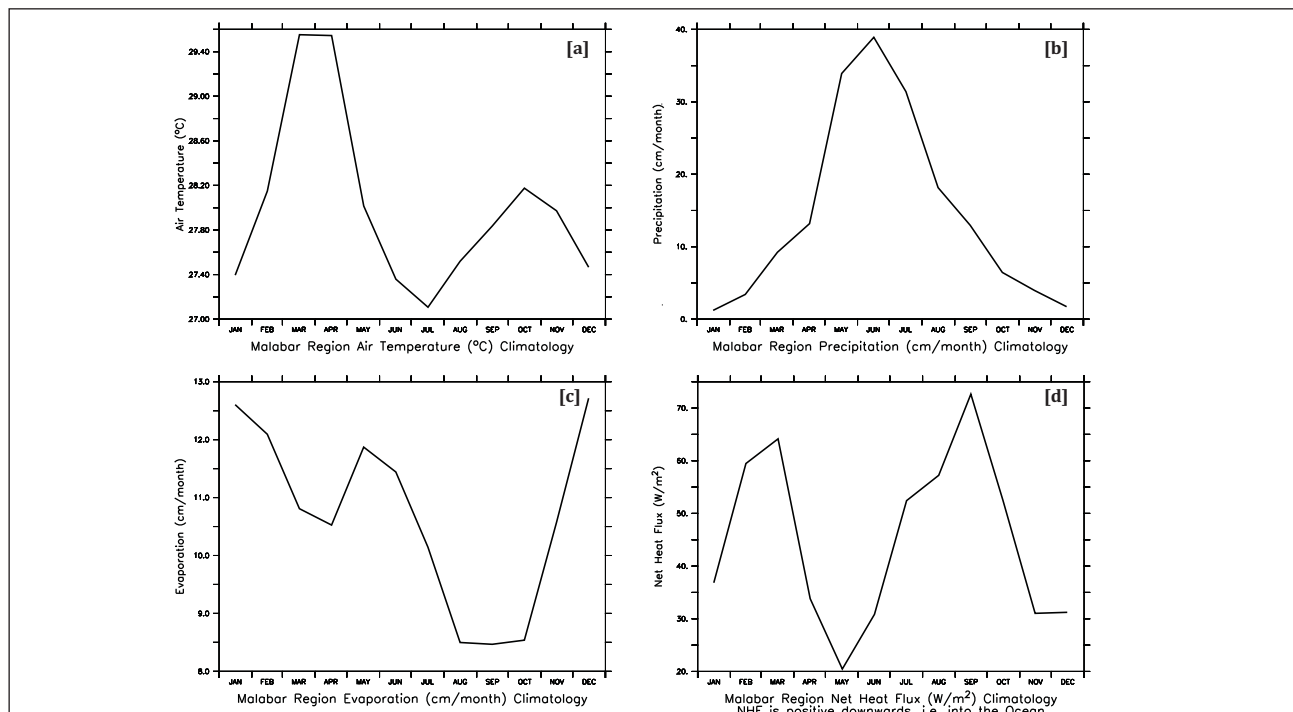 [a]
29.40
29.00
28.60
28.20
27.80
27.40
27.00
Air Temperature (°C)
JAN FEB MAR APR MAY JUN JUL AUG SEP OCT NOV DEC
Malabar Region Air Temperature (°C) Climatology
[b]
40.
30.
20.
10.
0.
Precipitation (cm/month)
JAN FEB MAR APR MAY JUN JUL AUG SEP OCT NOV DEC
Malabar Region Precipitation (cm/month) Climatology
[c]
13.0
12.0
11.0
10.0
9.0
8.0
Evaporation (cm/month)
JAN FEB MAR APR MAY JUN JUL AUG SEP OCT NOV DEC
Malabar Region Evaporation (cm/month) Climatology
[d]
70.
60.
50.
40.
30.
20.
Net Heat Flux (W/m²)
JAN FEB MAR APR MAY JUN JUL AUG SEP OCT NOV DEC
Malabar Region Net Heat Flux (W/m²) Climatology
NHF is positive downwards, i.e. into the Ocean